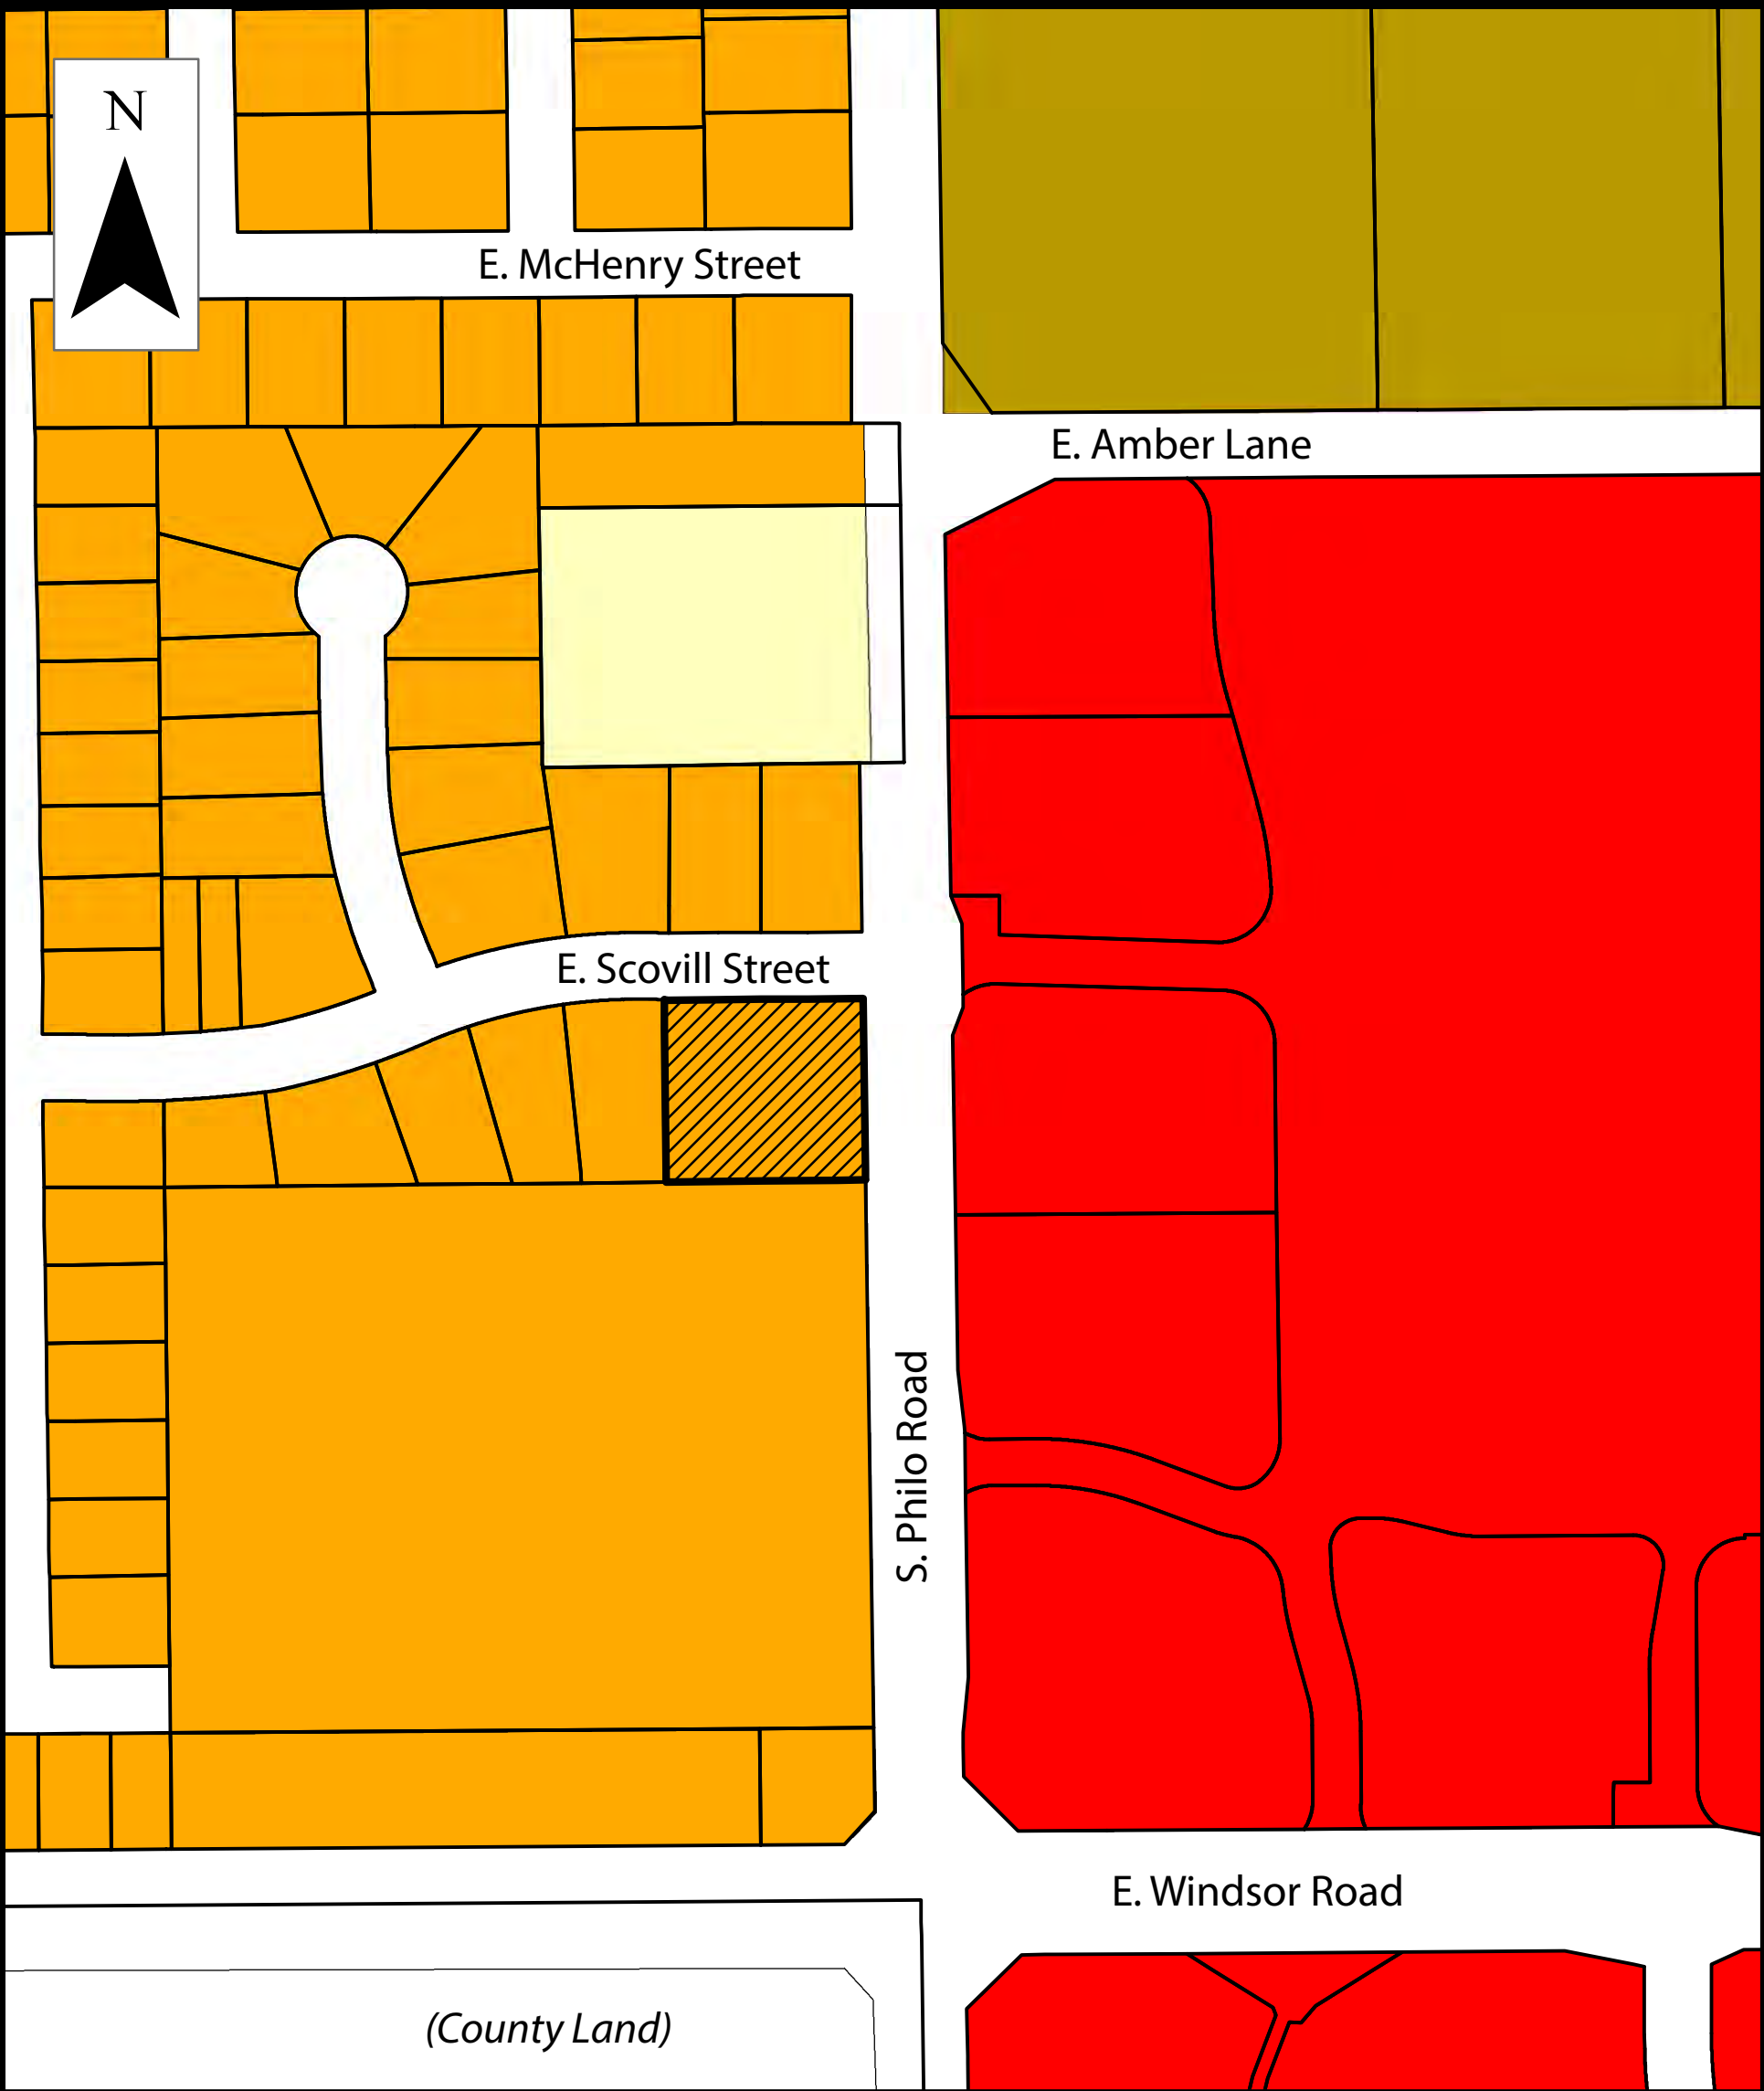 N
E. McHenry Street
E. Amber Lane
E. Scovill Street
S. Philo Road
E. Windsor Road
(County Land)